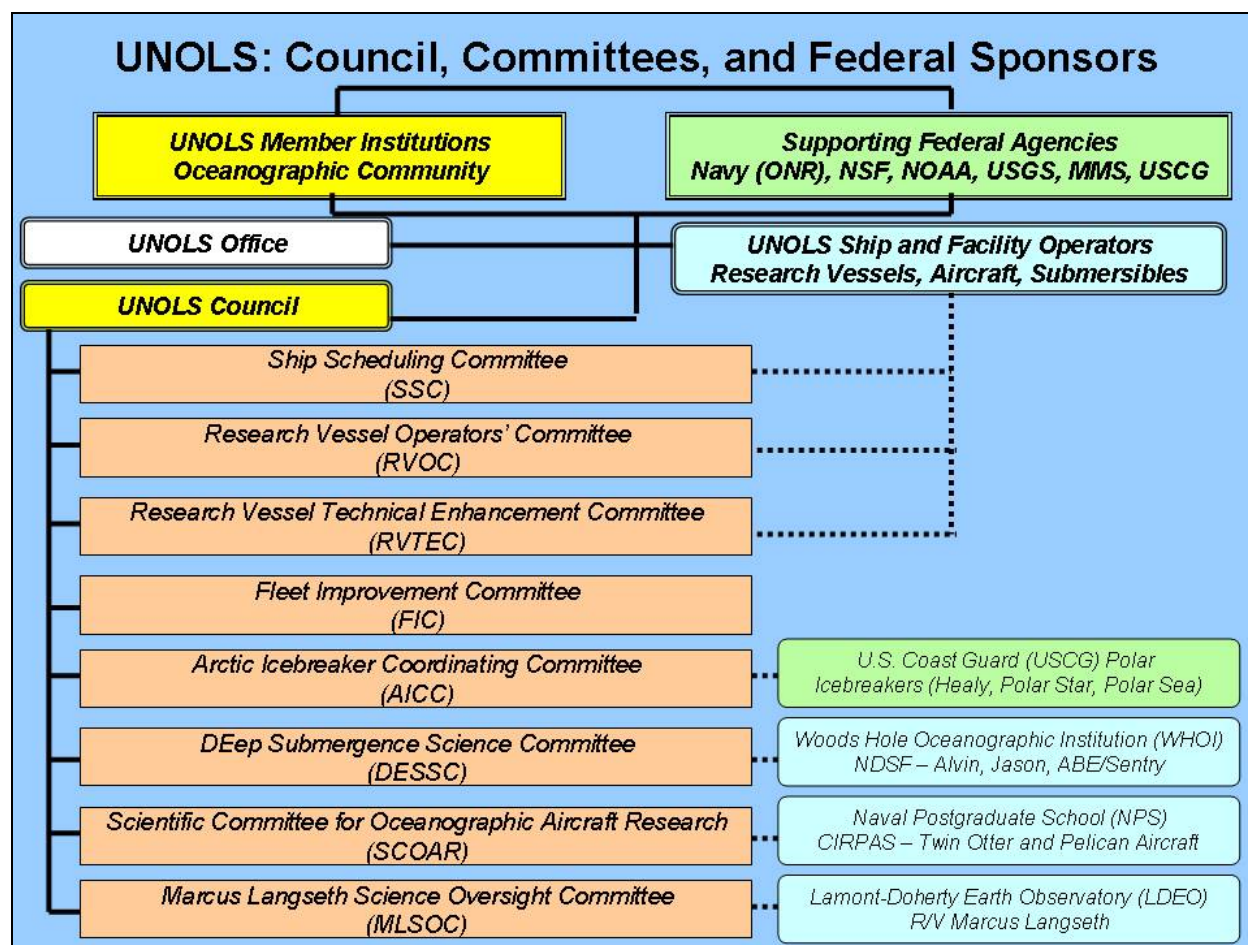 UNOLS: Council, Committees, and Federal Sponsors
UNOLS Member Institutions
Oceanographic Community
Supporting Federal Agencies
Navy (ONR), NSF, NOAA, USGS, MMS, USCG
UNOLS Office
UNOLS Ship and Facility Operators
Research Vessels, Aircraft, Submersibles
UNOLS Council
Ship Scheduling Committee
(SSC)
Research Vessel Operators' Committee
(RVOC)
Research Vessel Technical Enhancement Committee
(RVTEC)
Fleet Improvement Committee
(FIC)
Arctic Icebreaker Coordinating Committee
(AICC)
U.S. Coast Guard (USCG) Polar
Icebreakers (Healy, Polar Star, Polar Sea)
DEep Submergence Science Committee
(DESSC)
Woods Hole Oceanographic Institution (WHOI)
NDSF – Alvin, Jason, ABE/Sentry
Scientific Committee for Oceanographic Aircraft Research
(SCOAR)
Naval Postgraduate School (NPS)
CIRPAS – Twin Otter and Pelican Aircraft
Marcus Langseth Science Oversight Committee
(MLSOC)
Lamont-Doherty Earth Observatory (LDEO)
R/V Marcus Langseth